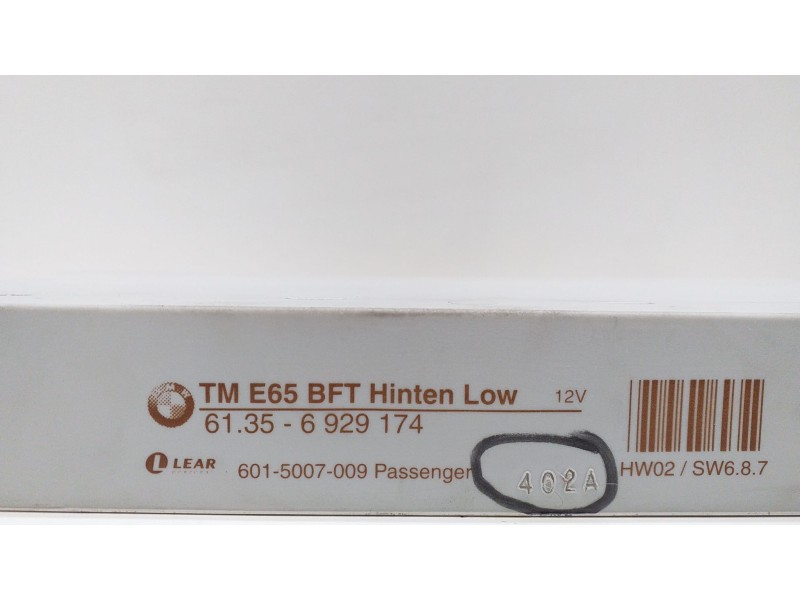 TM E65 BFT Hinten Low 12V
61.35 - 6 929 174
LEAR
601-5007-009 Passenger 402A HW02 / SW6.8.7